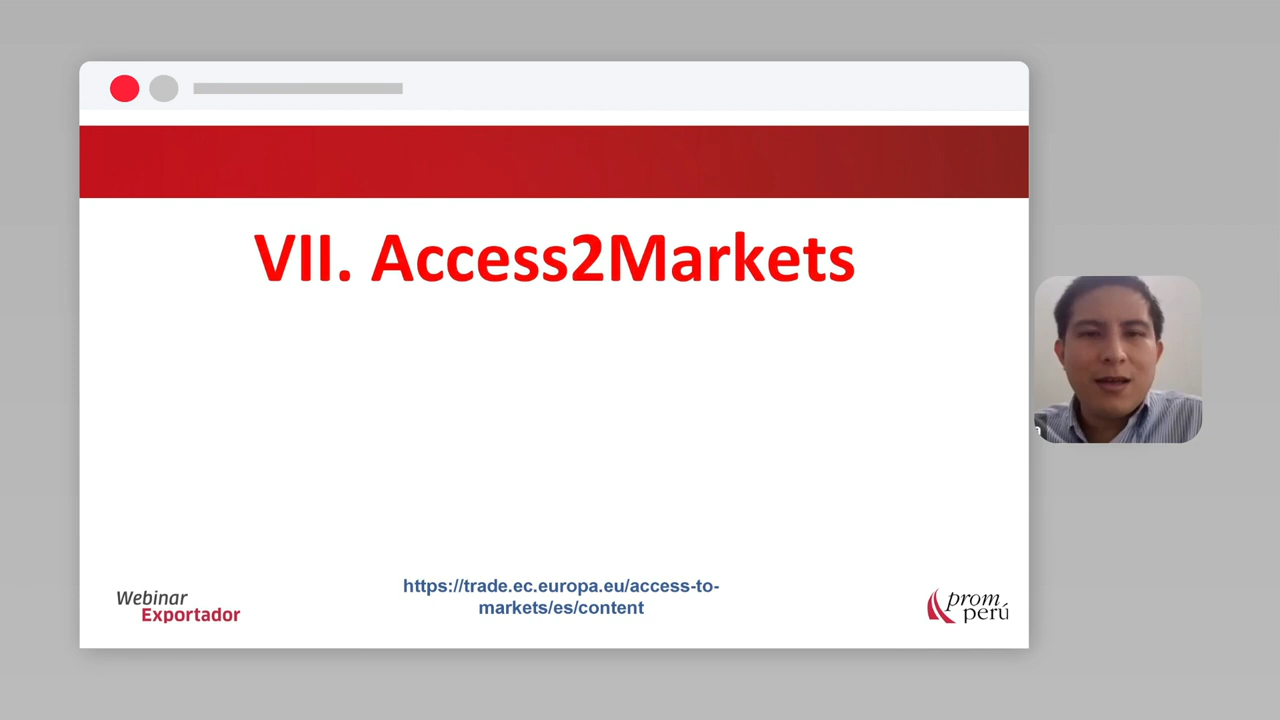 VII. Access2Markets
https://trade.ec.europa.eu/access-to-
markets/es/content
Webinar
Exportador
prom
perú
a